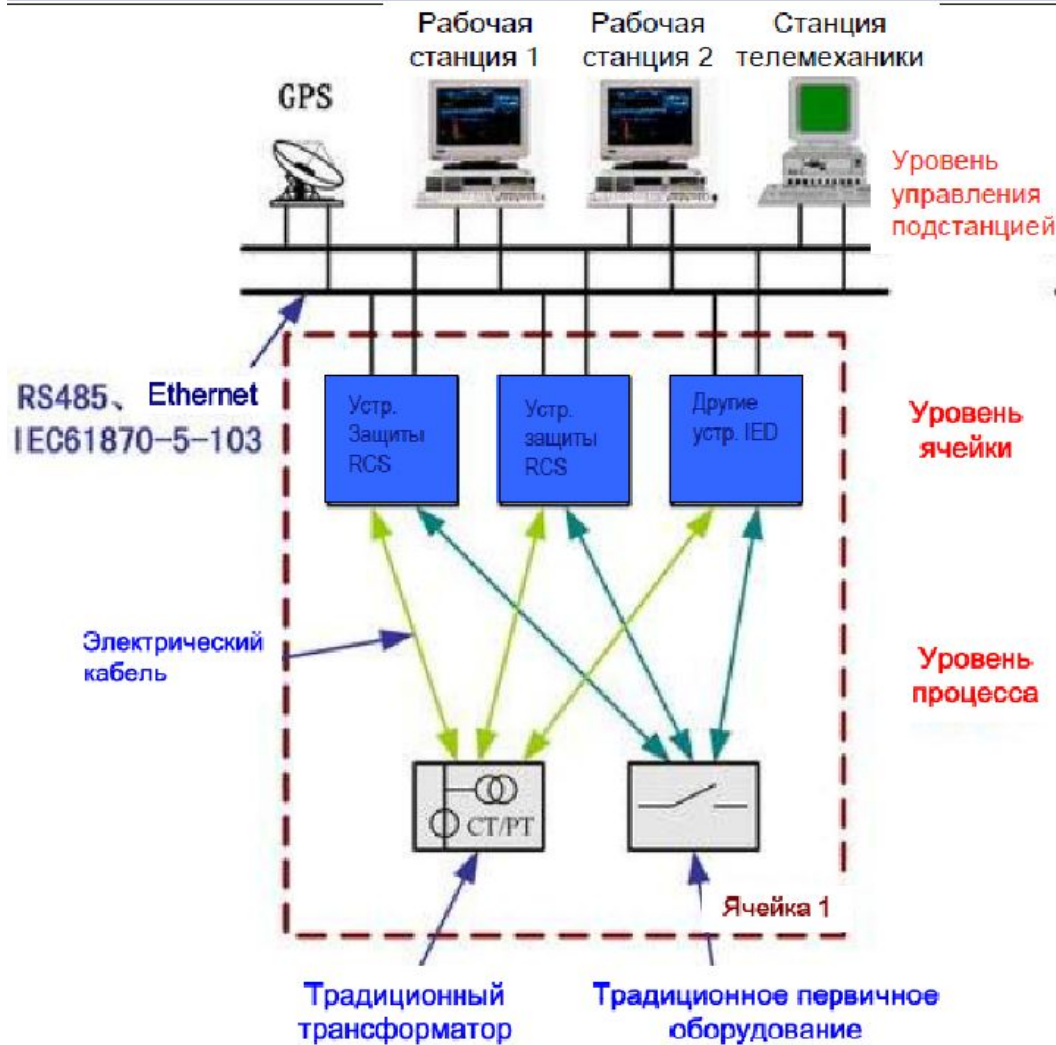 Рабочая
станция 1
Рабочая
станция 2
Станция
телемеханики
GPS
Уровень
управления
подстанцией
RS485、 Ethernet
IEC61870-5-103
Устр.
Защиты
RCS
Устр.
защиты
RCS
Другие
устр. IED
Уровень
ячейки
Электрический
кабель
Уровень
процесса
CT/PT
Ячейка 1
Традиционный
трансформатор
Традиционное первичное
оборудование